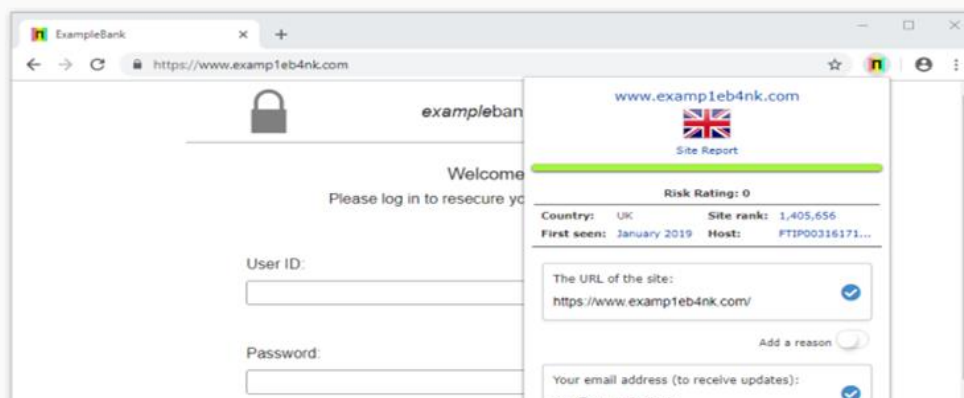 ExampleBank
https://www.examp1eb4nk.com
exampleban
Welcome
Please log in to resecure yo
User ID:
Password:
www.examp1eb4nk.com
Site Report
Risk Rating: 0
Country: UK Site rank: 1,405,656
First seen: January 2019 Host: FTIP00316171...
The URL of the site:
https://www.examp1eb4nk.com/
Add a reason
Your email address (to receive updates):